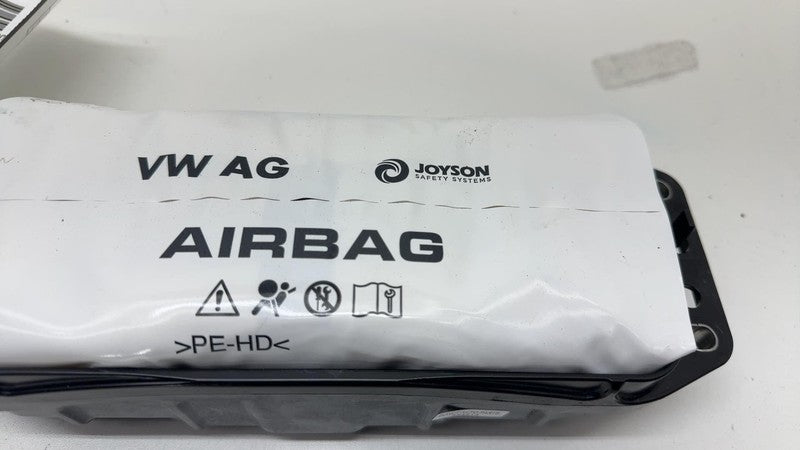 VW AG
JOYSON
SAFETY SYSTEMS
AIRBAG
>PE-HD<